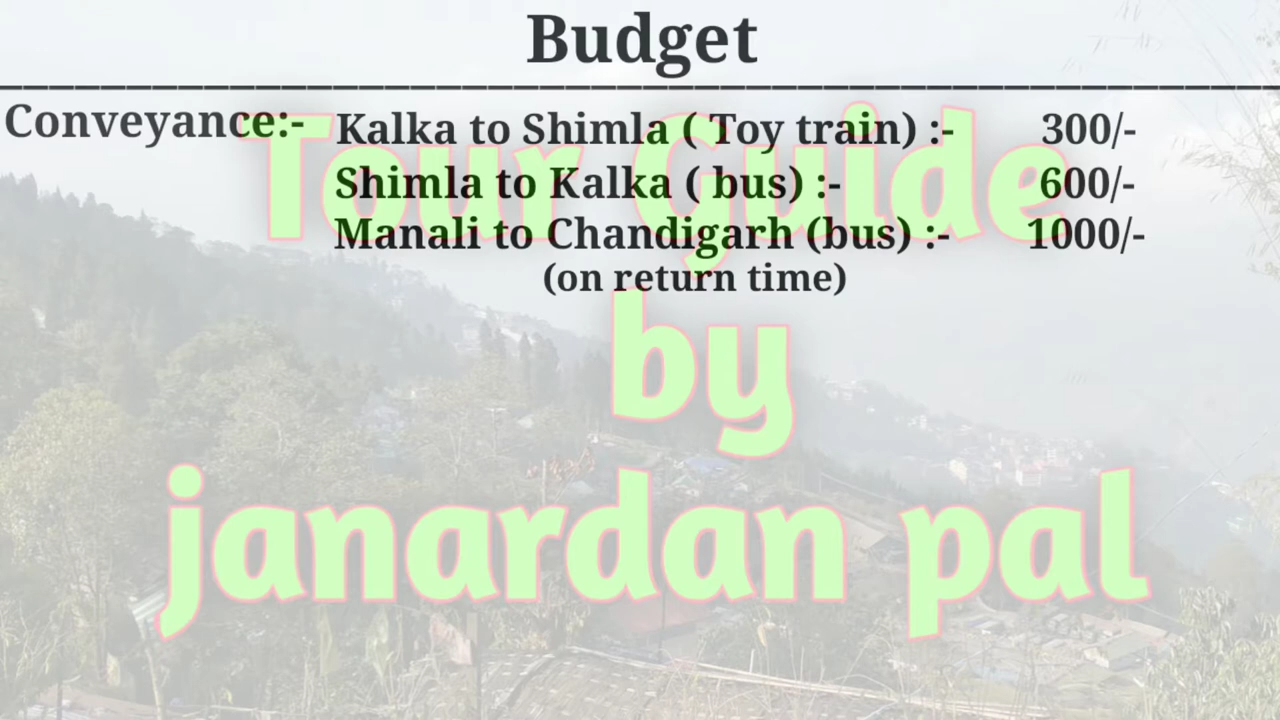 Budget
Conveyance:- Kalka to Shimla ( Toy train) :- 300/-
Shimla to Kalka ( bus) :- 600/-
Manali to Chandigarh (bus) :- 1000/-
(on return time)
Tour Guide
by
janardan pal